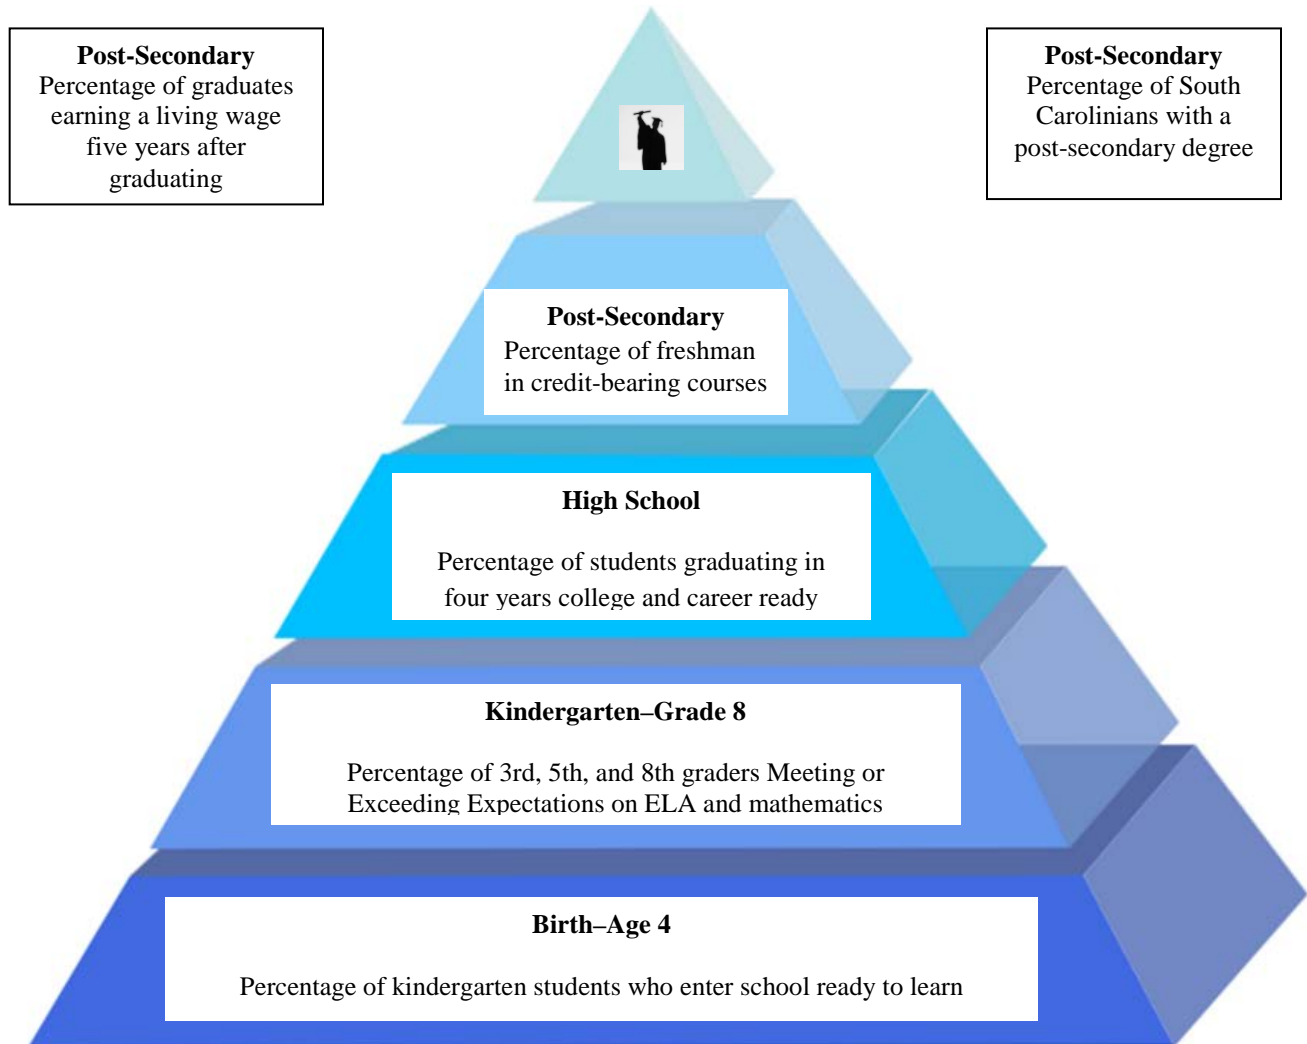 Post-Secondary
Percentage of graduates
earning a living wage
five years after
graduating
Post-Secondary
Percentage of South
Carolinians with a
post-secondary degree
Post-Secondary
Percentage of freshman
in credit-bearing courses
High School
Percentage of students graduating in
four years college and career ready
Kindergarten–Grade 8
Percentage of 3rd, 5th, and 8th graders Meeting or
Exceeding Expectations on ELA and mathematics
Birth–Age 4
Percentage of kindergarten students who enter school ready to learn